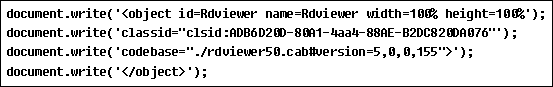 document.write('<object id=Rdviewer name=Rdviewer width=100% height=100%');
document.write('classid="clsid:ADB6D20D-80A1-4aa4-88AE-B2DC820DA076"');
document.write('codebase="./rdviewer50.cab#version=5,0,0,155">');
document.write('</object>');